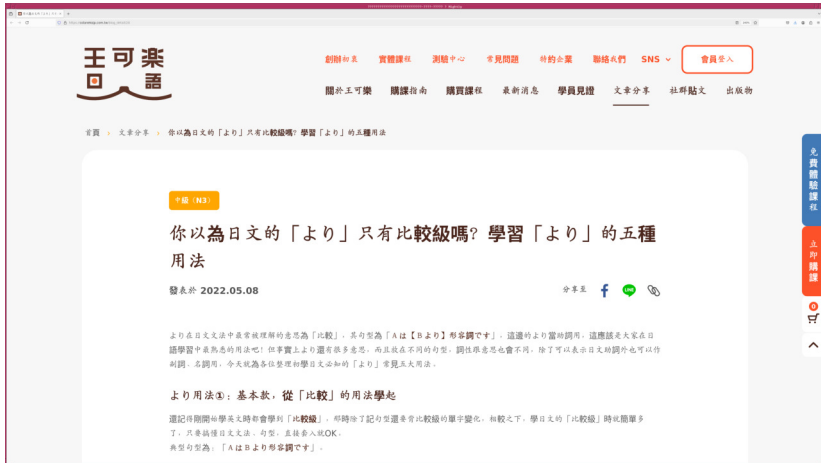 王可樂
日語
創辦初衷 實體課程 測驗中心 常見問題 特約企業 聯絡我們 SNS 會員登入
關於王可樂 購課指南 購買課程 最新消息 學員見證 文章分享 社群貼文 出版物
首頁 › 文章分享 › 你以為日文的「より」只有比較級嗎? 學習「より」的五種用法
免費體驗課程
中級 (N3)
你以為日文的「より」只有比較級嗎? 學習「より」的五種
用法
立即購課
發表於 2022.05.08 分享至 LINE
0
より在日文文法中最常被理解的意思為「比較」，其句型為「Aは【Bより】形容詞です」，這邊的より當助詞用，這應該是大家在日
語學習中最熟悉的用法吧！但事實上より還有很多意思，而且放在不同的句型，詞性跟意思也會不同，除了可以表示日文助詞外也可以作
副詞、名詞用，今天就為各位整理初學日文必知的「より」常見五大用法。
より用法①：基本款，從「比較」的用法學起
還記得剛開始學英文時都會學到「比較級」，那時除了記句型還要背比較級的單字變化，相較之下，學日文的「比較級」時就簡單多
了，只要搞懂日文文法、句型，直接套入就OK。
典型句型為：「AはBより形容詞です」。